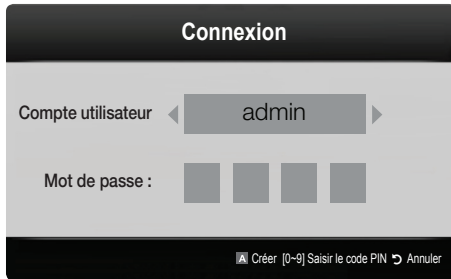 Connexion
Compte utilisateur admin
Mot de passe :
A Créer [0~9] Saisir le code PIN Annuler